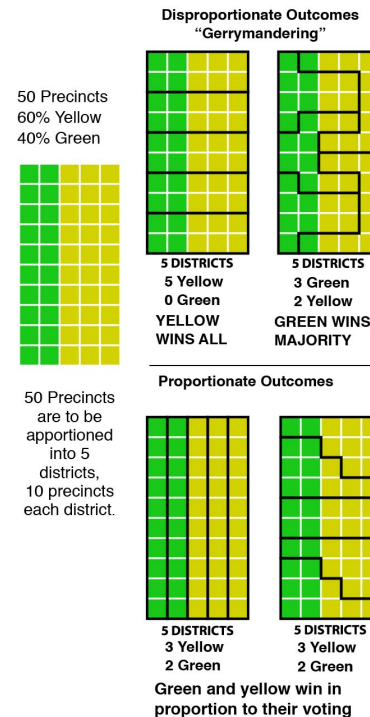 Disproportionate Outcomes
“Gerrymandering”
50 Precincts
60% Yellow
40% Green
5 DISTRICTS
5 Yellow
0 Green
YELLOW
WINS ALL
5 DISTRICTS
3 Green
2 Yellow
GREEN WINS
MAJORITY
50 Precincts
are to be
apportioned
into 5
districts,
10 precincts
each district.
Proportionate Outcomes
5 DISTRICTS
3 Yellow
2 Green
5 DISTRICTS
3 Yellow
2 Green
Green and yellow win in
proportion to their voting